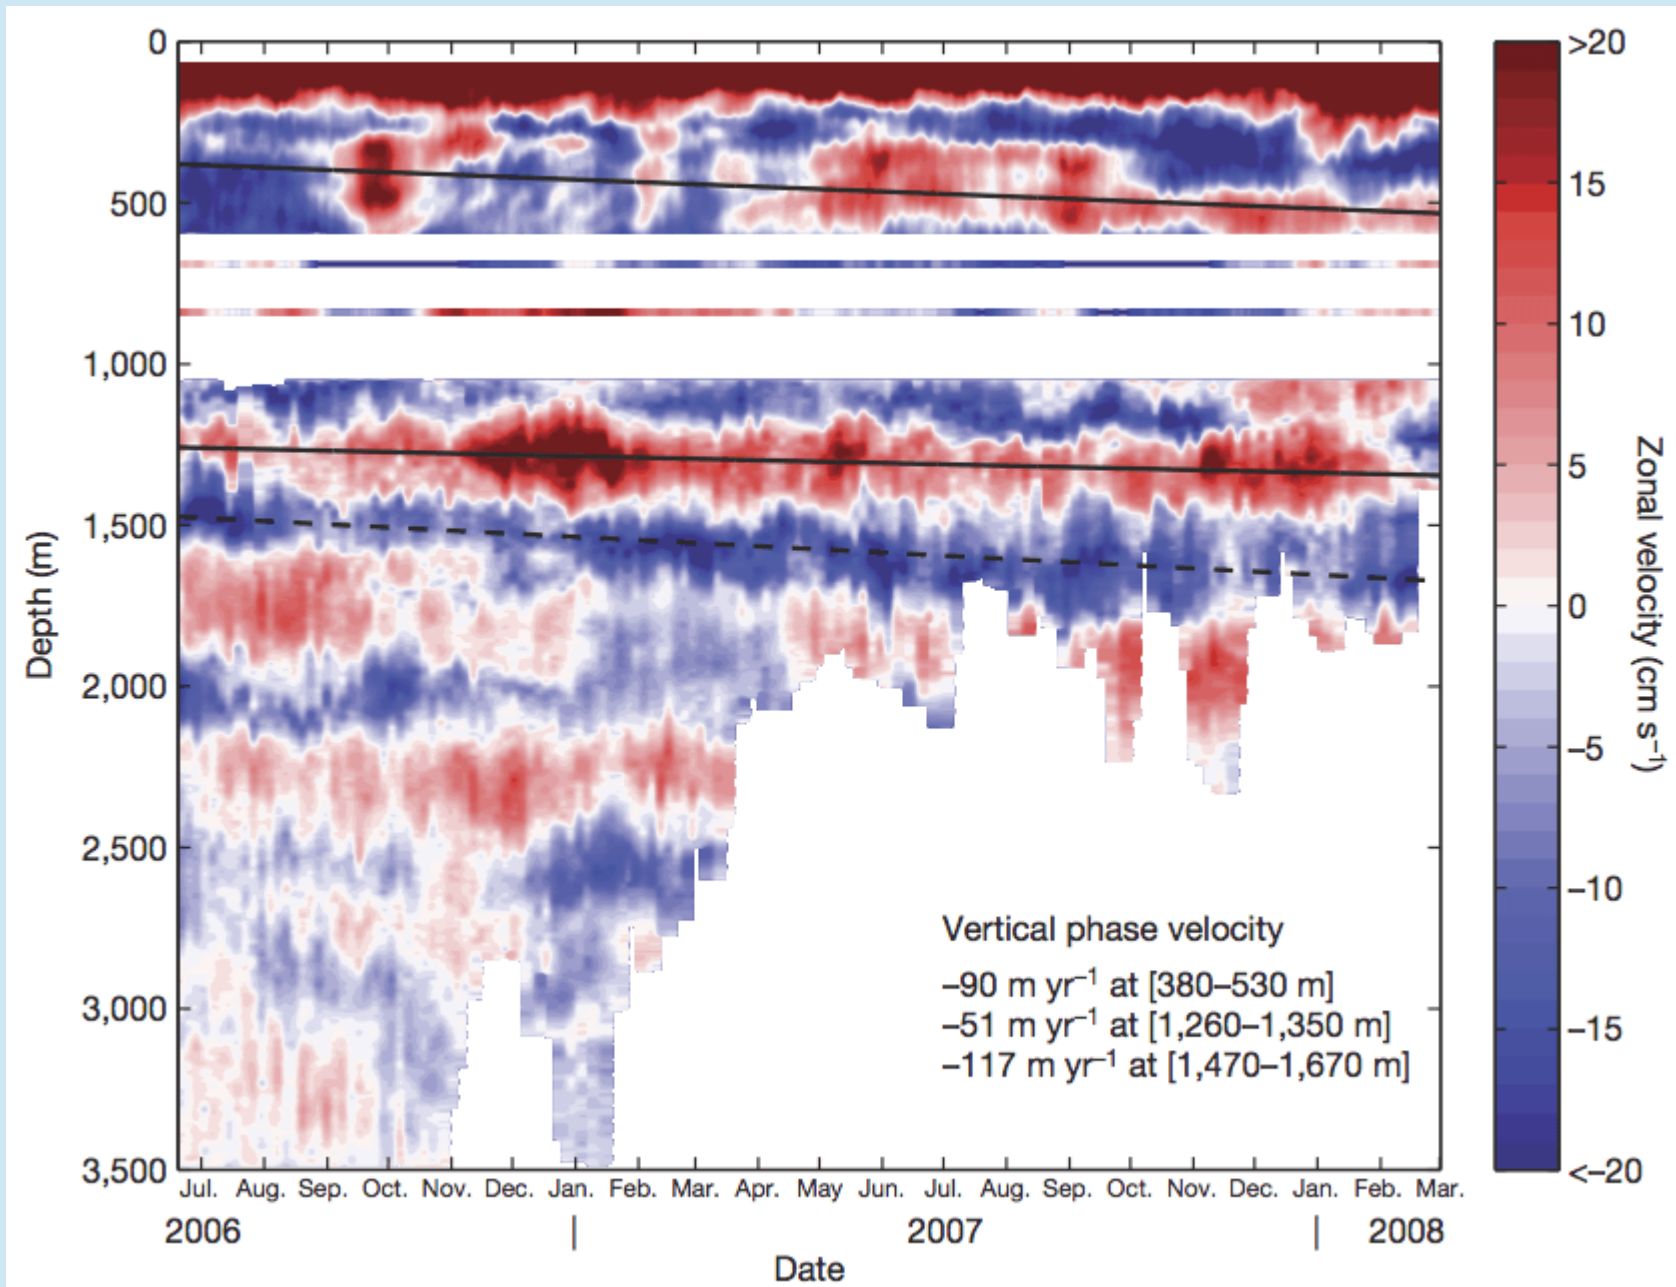 0
500
1,000
1,500
2,000
2,500
3,000
3,500
Depth (m)
Vertical phase velocity
–90 m yr⁻¹ at [380–530 m]
–51 m yr⁻¹ at [1,260–1,350 m]
–117 m yr⁻¹ at [1,470–1,670 m]
Jul. Aug. Sep. Oct. Nov. Dec. Jan. Feb. Mar. Apr. May Jun. Jul. Aug. Sep. Oct. Nov. Dec. Jan. Feb. Mar.
2006 | 2007 | 2008
Date
>20
15
10
5
0
–5
–10
–15
<–20
Zonal velocity (cm s⁻¹)